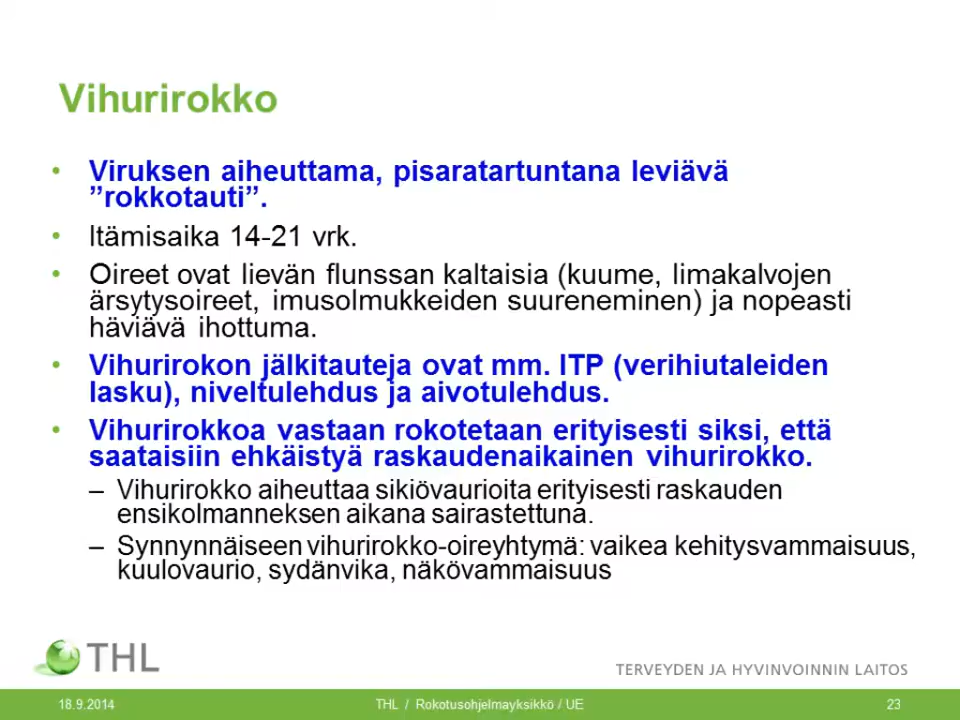 Vihurirokko
• Viruksen aiheuttama, pisaratartuntana leviävä
”rokkotauti”.
• Itämisaika 14-21 vrk.
• Oireet ovat lievän flunssan kaltaisia (kuume, limakalvojen
ärsytysoireet, imusolmukkeiden suureneminen) ja nopeasti
häviävä ihottuma.
• Vihurirokon jälkitauteja ovat mm. ITP (verihiutaleiden
lasku), niveltulehdus ja aivotulehdus.
• Vihurirokkoa vastaan rokotetaan erityisesti siksi, että
saataisiin ehkäistyä raskaudenaikainen vihurirokko.
– Vihurirokko aiheuttaa sikiövaurioita erityisesti raskauden
ensikolmanneksen aikana sairastettuna.
– Synnynnäiseen vihurirokko-oireyhtymä: vaikea kehitysvammaisuus,
kuulovaurio, sydänvika, näkövammaisuus
THL
TERVEYDEN JA HYVINVOINNIN LAITOS
18.9.2014
THL / Rokotusohjelmayksikkö / UE
23